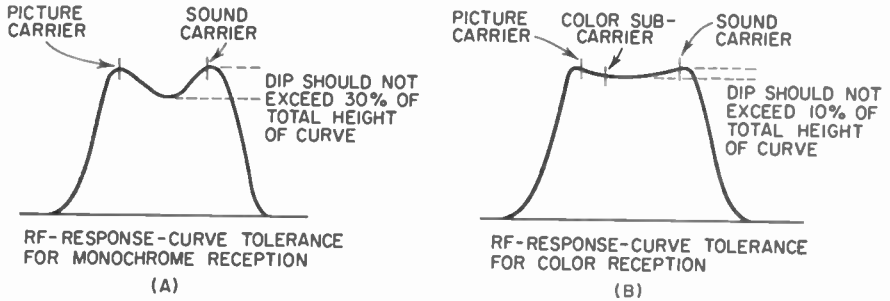 PICTURE
CARRIER
SOUND
CARRIER
DIP SHOULD NOT
EXCEED 30% OF
TOTAL HEIGHT
OF CURVE
RF-RESPONSE-CURVE TOLERANCE
FOR MONOCHROME RECEPTION
(A)
PICTURE
CARRIER
COLOR SUB-
CARRIER
SOUND
CARRIER
DIP SHOULD NOT
EXCEED 10% OF
TOTAL HEIGHT
OF CURVE
RF-RESPONSE-CURVE TOLERANCE
FOR COLOR RECEPTION
(B)